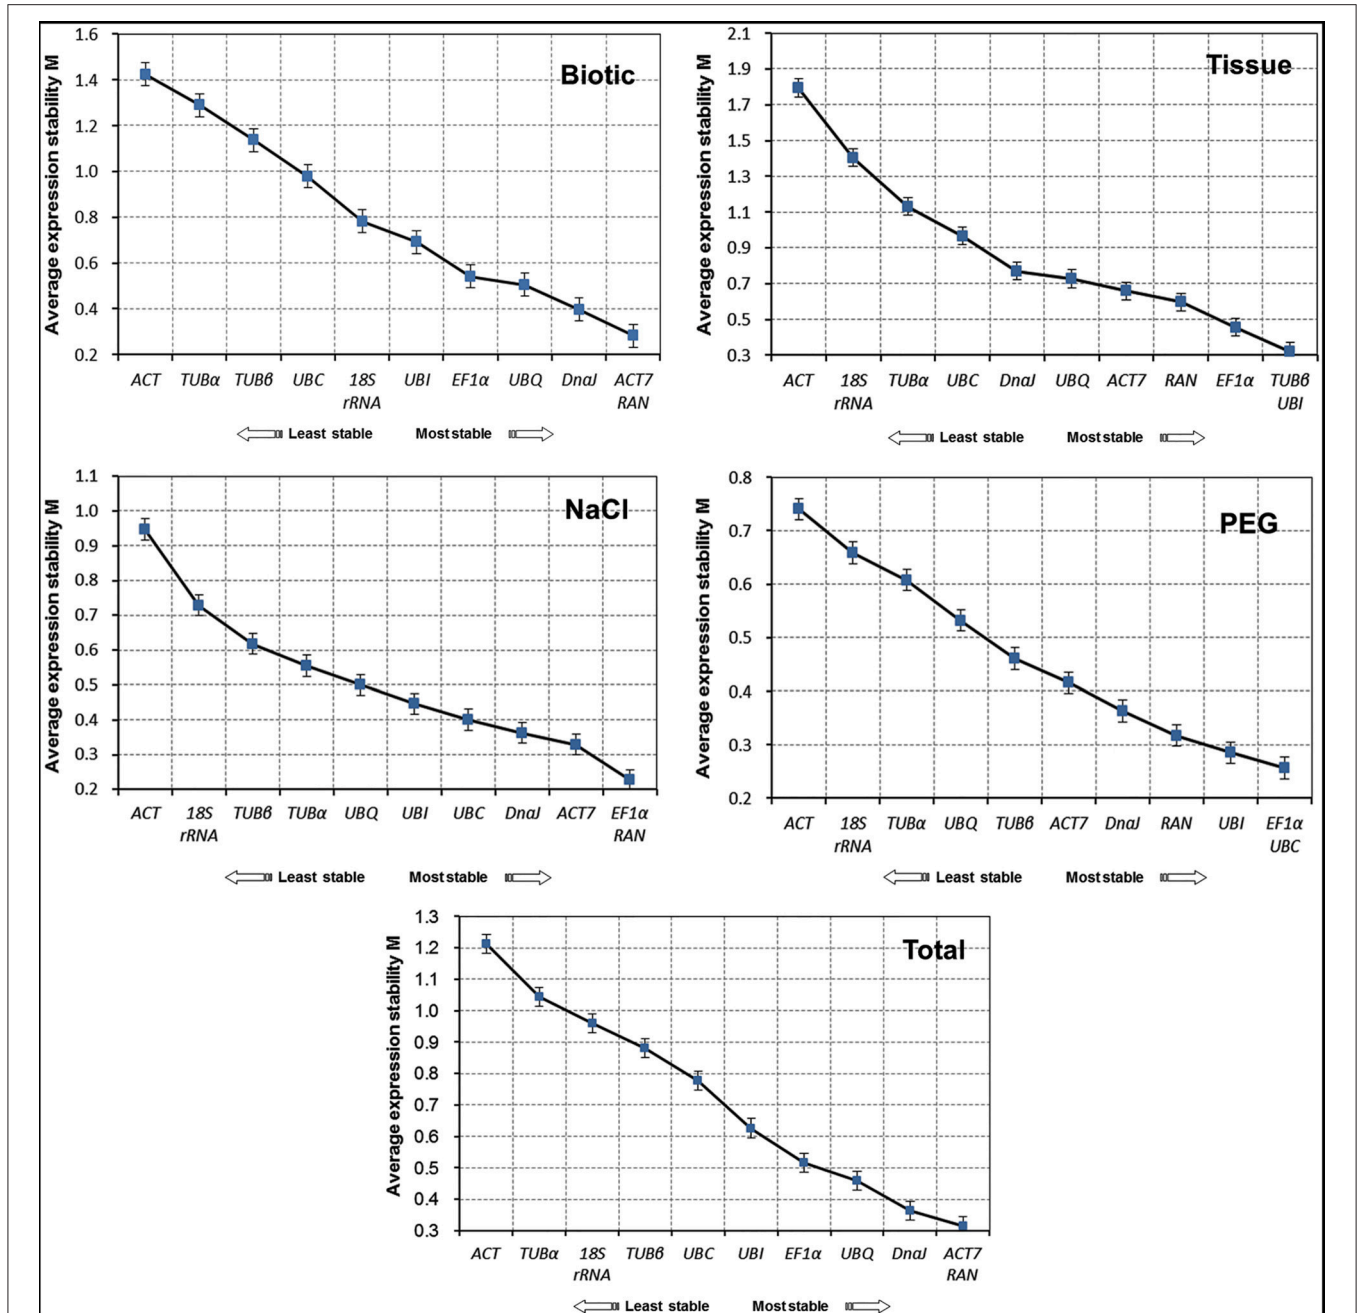 Biotic
Average expression stability M
1.6
1.4
1.2
1.0
0.8
0.6
0.4
0.2
ACT TUBα TUBβ UBC 18S rRNA UBI EF1α UBQ DnaJ ACT7 RAN
Least stable Most stable
Tissue
Average expression stability M
2.1
1.9
1.7
1.5
1.3
1.1
0.9
0.7
0.5
0.3
ACT 18S rRNA TUBα UBC DnaJ UBQ ACT7 RAN EF1α TUBβ UBI
Least stable Most stable
NaCl
Average expression stability M
1.1
1.0
0.9
0.8
0.7
0.6
0.5
0.4
0.3
0.2
ACT 18S rRNA TUBβ TUBα UBQ UBI UBC DnaJ ACT7 EF1α RAN
Least stable Most stable
PEG
Average expression stability M
0.8
0.7
0.6
0.5
0.4
0.3
0.2
ACT 18S rRNA TUBα UBQ TUBβ ACT7 DnaJ RAN UBI EF1α UBC
Least stable Most stable
Total
Average expression stability M
1.3
1.2
1.1
1.0
0.9
0.8
0.7
0.6
0.5
0.4
0.3
ACT TUBα 18S rRNA TUBβ UBC UBI EF1α UBQ DnaJ ACT7 RAN
Least stable Most stable